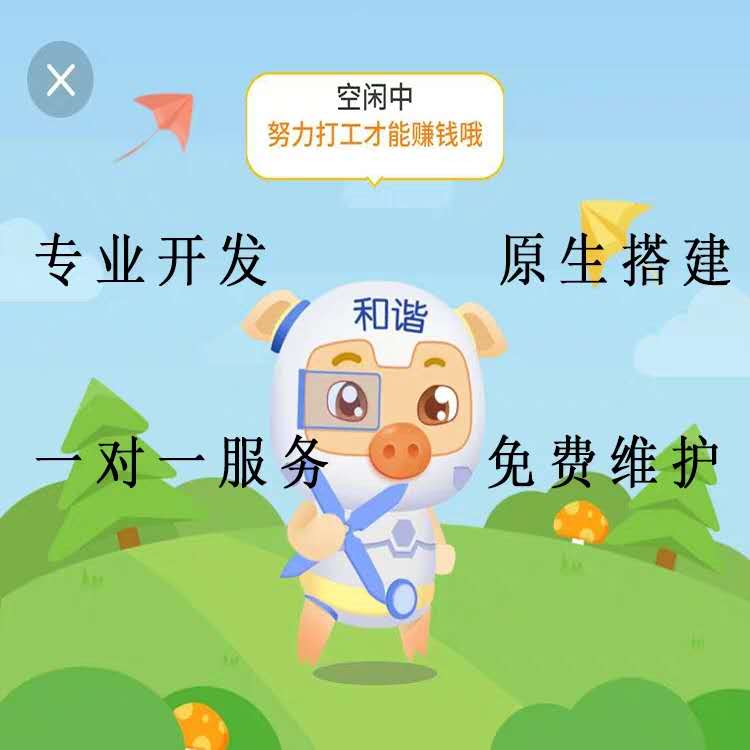 空闲中
努力打工才能赚钱哦
专业开发 原生搭建
和谐
一对一服务 免费维护